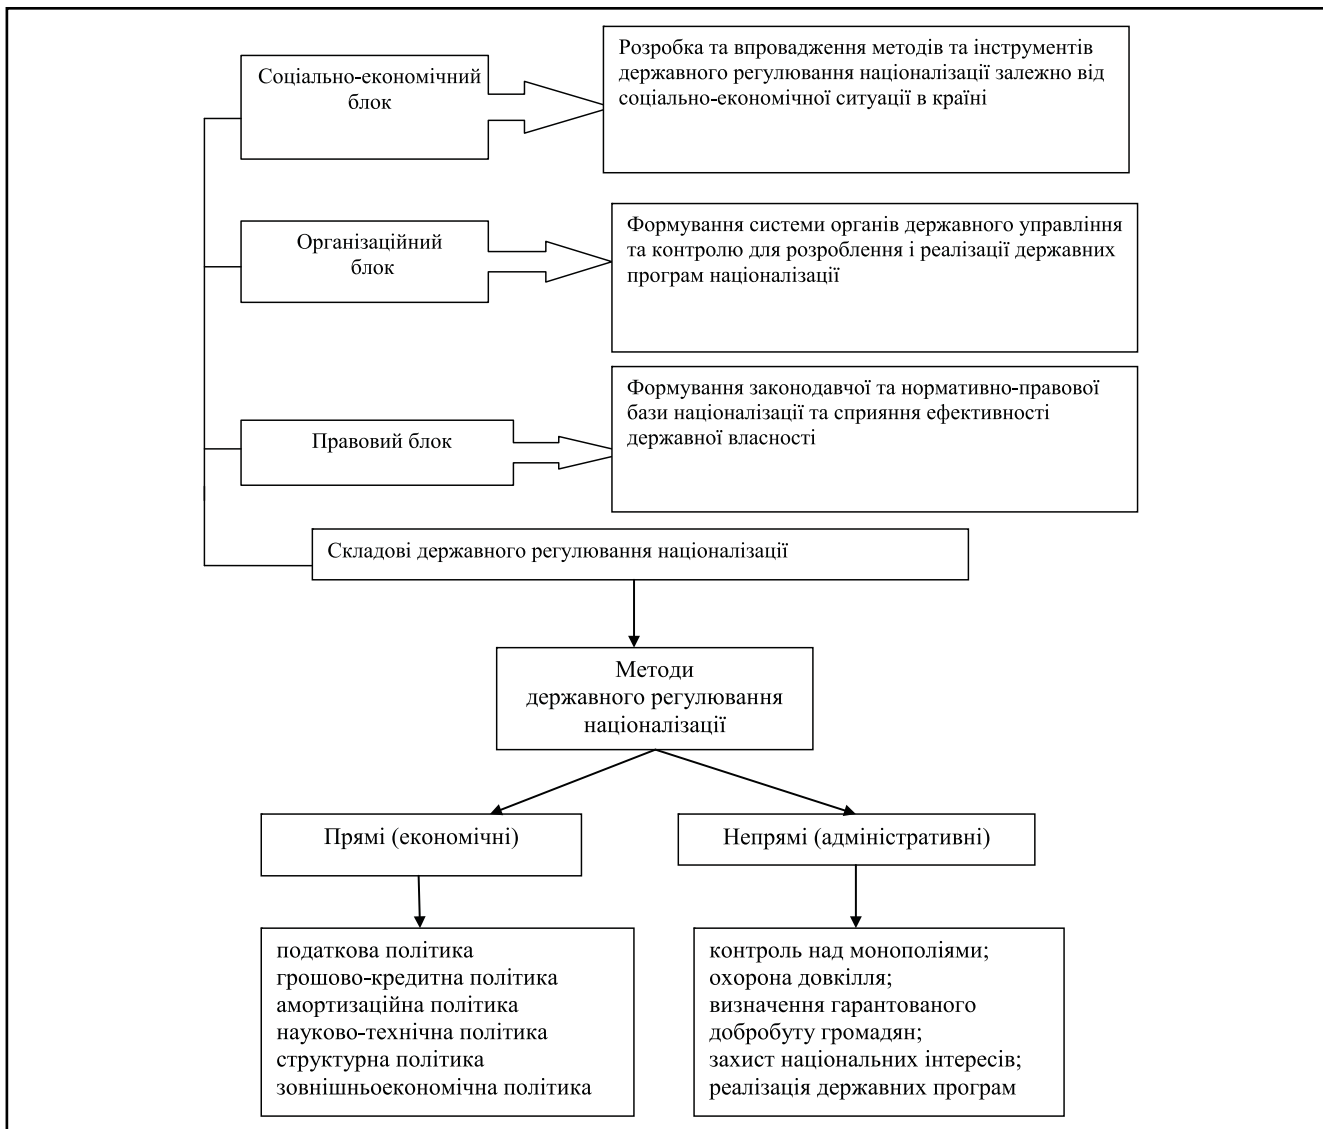 Соціально-економічний
блок
Розробка та впровадження методів та інструментів
державного регулювання націоналізації залежно від
соціально-економічної ситуації в країні
Організаційний
блок
Формування системи органів державного управління
та контролю для розроблення і реалізації державних
програм націоналізації
Правовий блок
Формування законодавчої та нормативно-правової
бази націоналізації та сприяння ефективності
державної власності
Складові державного регулювання націоналізації
Методи
державного регулювання
націоналізації
Прямі (економічні)
Непрямі (адміністративні)
податкова політика
грошово-кредитна політика
амортизаційна політика
науково-технічна політика
структурна політика
зовнішньоекономічна політика
контроль над монополіями;
охорона довкілля;
визначення гарантованого
добробуту громадян;
захист національних інтересів;
реалізація державних програм